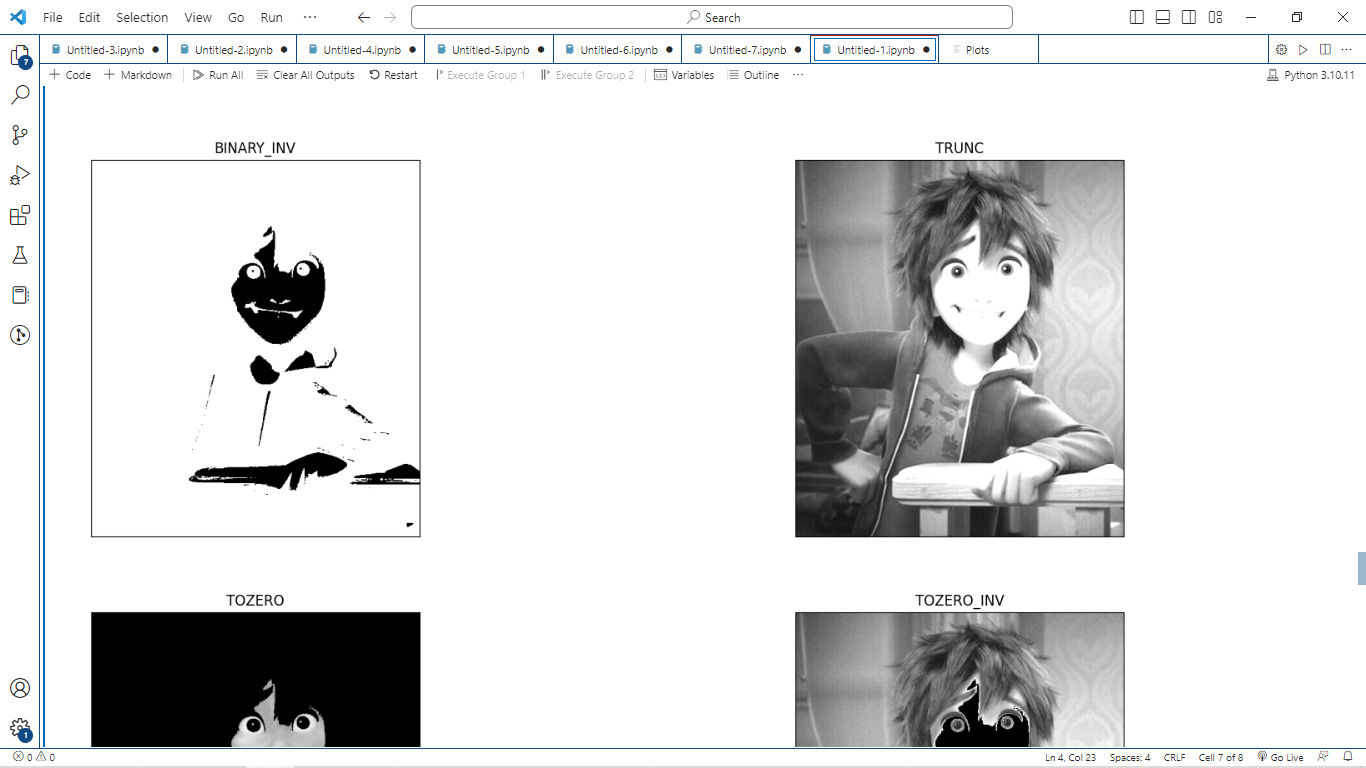 File Edit Selection View Go Run ··· Search
Untitled-3.ipynb Untitled-2.ipynb Untitled-4.ipynb Untitled-5.ipynb Untitled-6.ipynb Untitled-7.ipynb Untitled-1.ipynb Plots
7
+ Code + Markdown Run All Clear All Outputs Restart Execute Group 1 Execute Group 2 Variables Outline ··· Python 3.10.11
BINARY_INV TRUNC
TOZERO TOZERO_INV
1
0 0 Ln 4, Col 23 Spaces: 4 CRLF Cell 7 of 8 Go Live